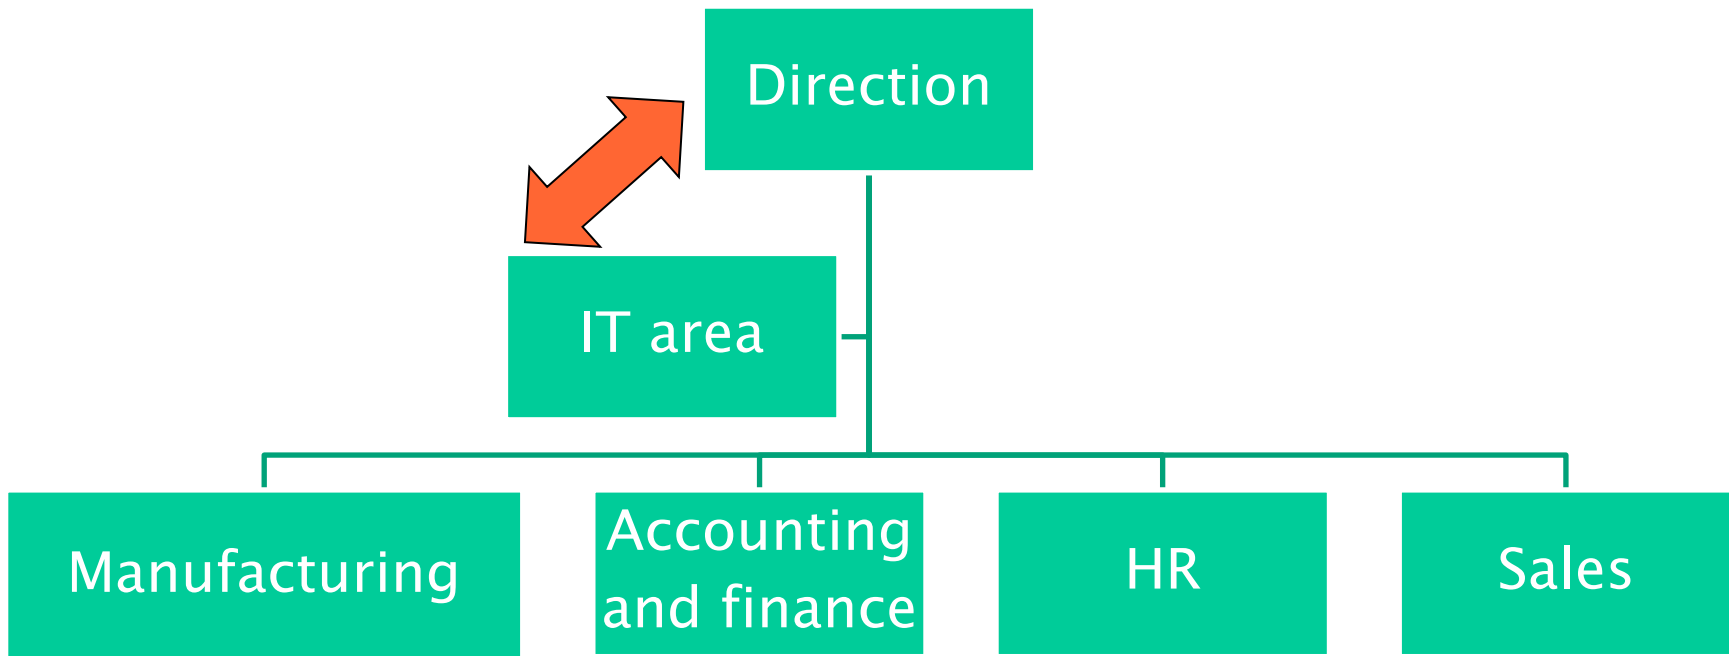 Direction
IT area
Manufacturing
Accounting
and finance
HR
Sales